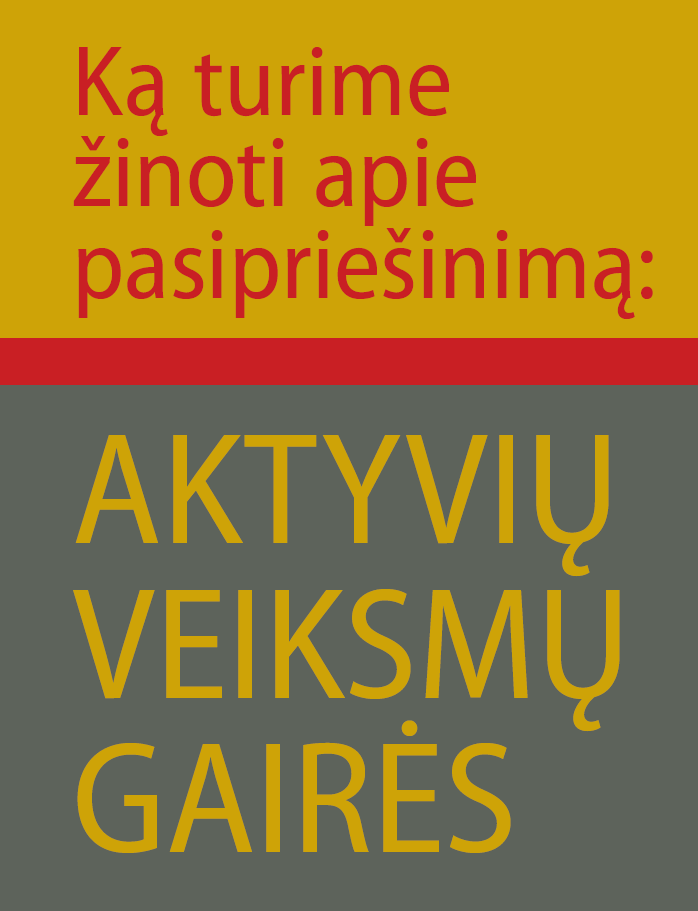 Ką turime
žinoti apie
pasipriešinimą:
AKTYVIŲ
VEIKSMŲ
GAIRĖS